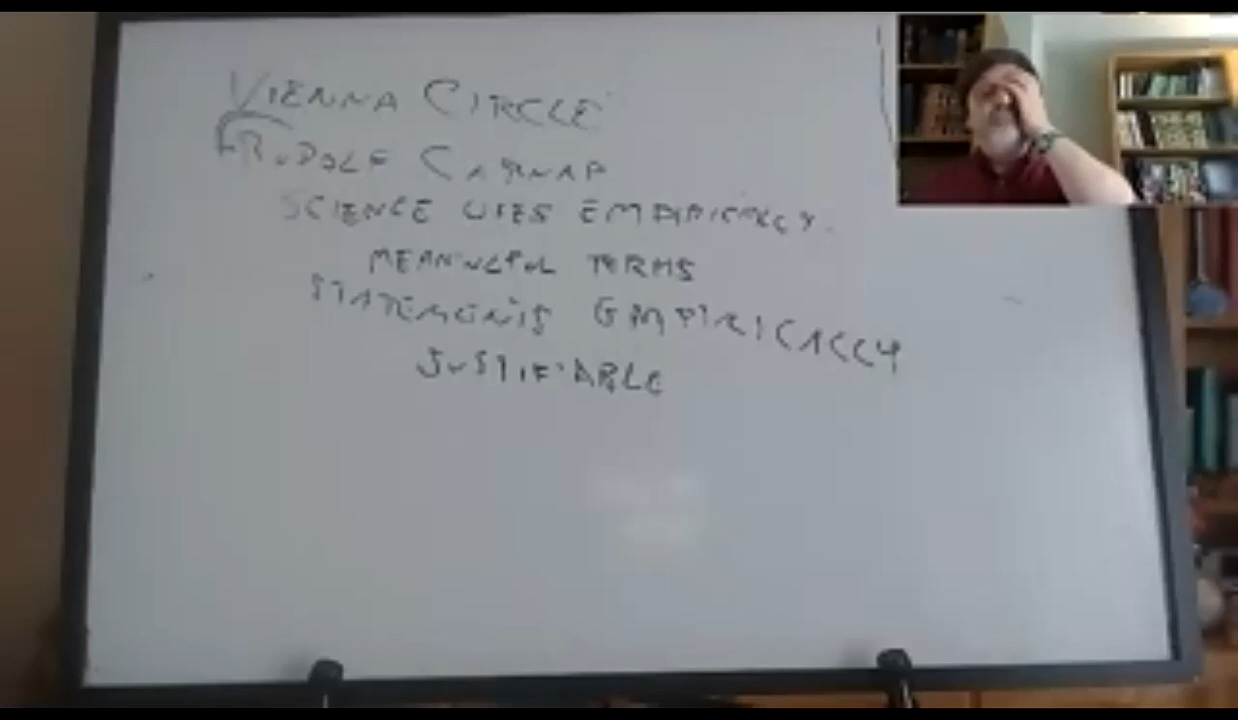 VIENNA CIRCLE
RUDOLF CARNAP
SCIENCE USES EMPIRICALLY
MEANINGFUL TERMS
STATEMENTS EMPIRICALLY
JUSTIFIABLE